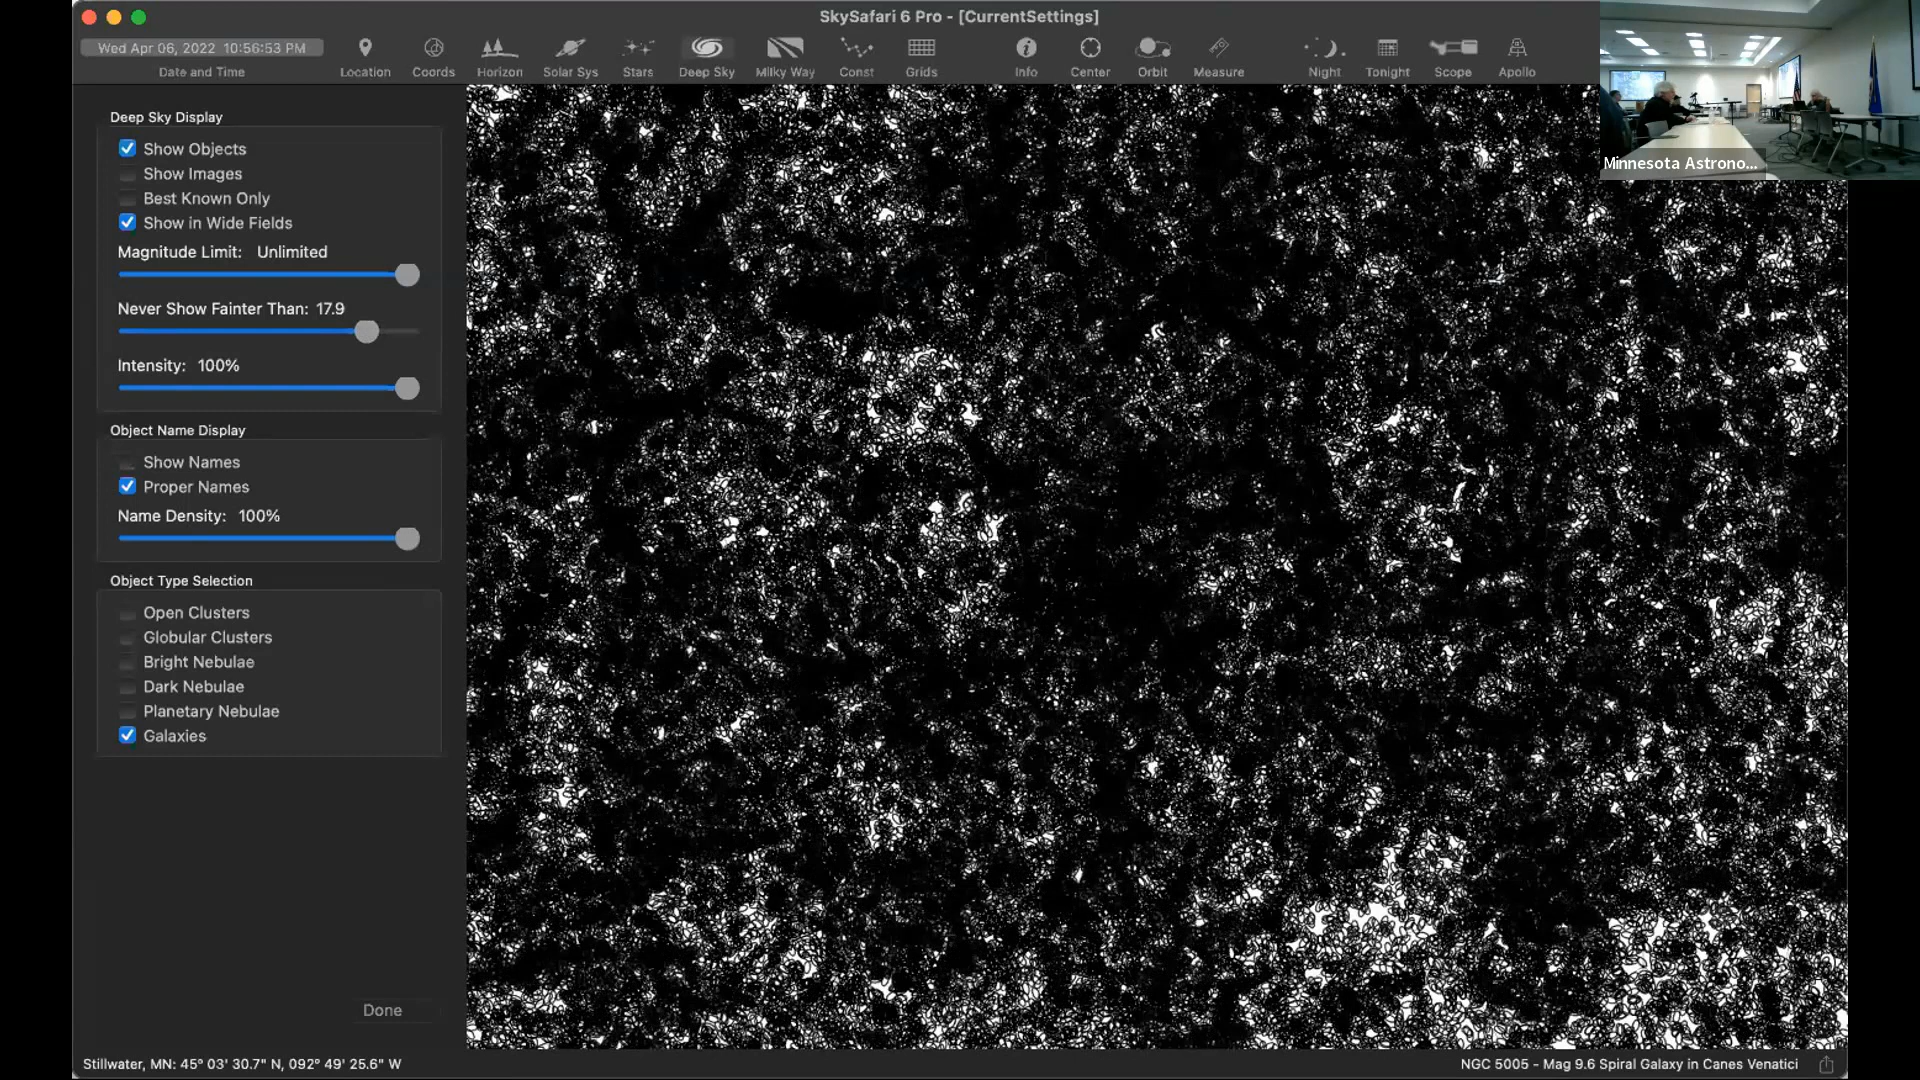 SkySafari 6 Pro - [CurrentSettings]
Wed Apr 06, 2022 10:56:53 PM
Date and Time
Location
Coords
Horizon
Solar Sys
Stars
Deep Sky
Milky Way
Const
Grids
Info
Center
Orbit
Measure
Night
Tonight
Scope
Apollo
Minnesota Astrono...
Deep Sky Display
Show Objects
Show Images
Best Known Only
Show in Wide Fields
Magnitude Limit: Unlimited
Never Show Fainter Than: 17.9
Intensity: 100%
Object Name Display
Show Names
Proper Names
Name Density: 100%
Object Type Selection
Open Clusters
Globular Clusters
Bright Nebulae
Dark Nebulae
Planetary Nebulae
Galaxies
Done
Stillwater, MN: 45° 03' 30.7" N, 092° 49' 25.6" W
NGC 5005 - Mag 9.6 Spiral Galaxy in Canes Venatici